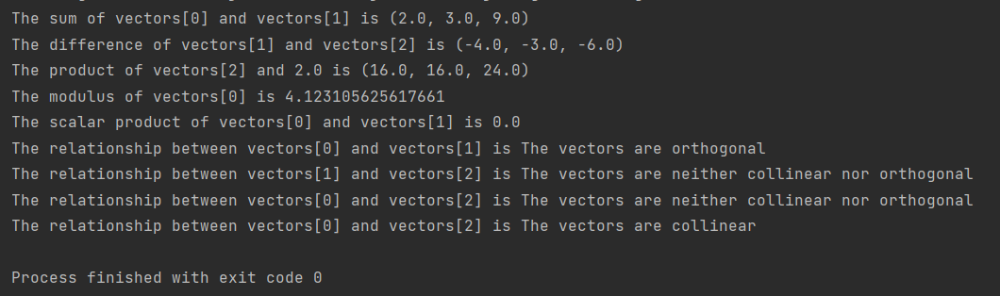 The sum of vectors[0] and vectors[1] is (2.0, 3.0, 9.0)
The difference of vectors[1] and vectors[2] is (-4.0, -3.0, -6.0)
The product of vectors[2] and 2.0 is (16.0, 16.0, 24.0)
The modulus of vectors[0] is 4.123105625617661
The scalar product of vectors[0] and vectors[1] is 0.0
The relationship between vectors[0] and vectors[1] is The vectors are orthogonal
The relationship between vectors[1] and vectors[2] is The vectors are neither collinear nor orthogonal
The relationship between vectors[0] and vectors[2] is The vectors are neither collinear nor orthogonal
The relationship between vectors[0] and vectors[2] is The vectors are collinear
Process finished with exit code 0